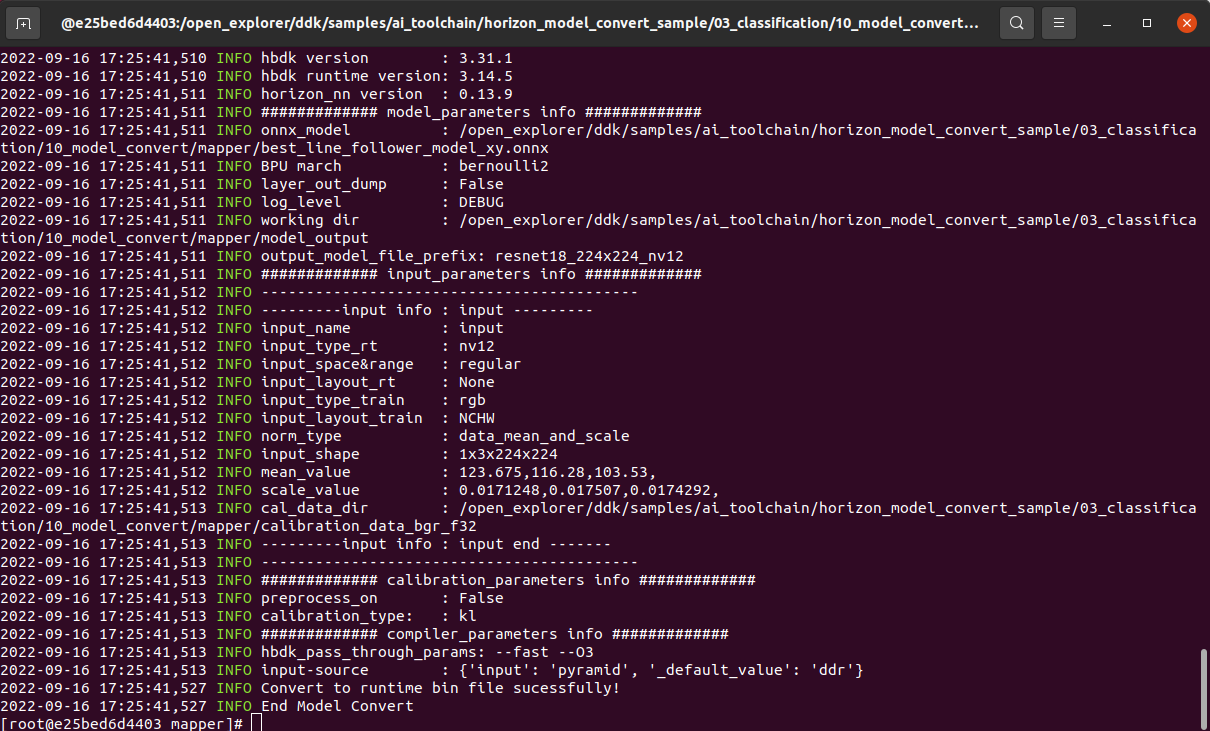 @e25bed6d4403:/open_explorer/ddk/samples/ai_toolchain/horizon_model_convert_sample/03_classification/10_model_convert...
2022-09-16 17:25:41,510 INFO hbdk version        : 3.31.1
2022-09-16 17:25:41,510 INFO hbdk runtime version: 3.14.5
2022-09-16 17:25:41,511 INFO horizon_nn version  : 0.13.9
2022-09-16 17:25:41,511 INFO ############# model_parameters info #############
2022-09-16 17:25:41,511 INFO onnx_model          : /open_explorer/ddk/samples/ai_toolchain/horizon_model_convert_sample/03_classifica
tion/10_model_convert/mapper/best_line_follower_model_xy.onnx
2022-09-16 17:25:41,511 INFO BPU march           : bernoulli2
2022-09-16 17:25:41,511 INFO layer_out_dump      : False
2022-09-16 17:25:41,511 INFO log_level           : DEBUG
2022-09-16 17:25:41,511 INFO working dir         : /open_explorer/ddk/samples/ai_toolchain/horizon_model_convert_sample/03_classifica
tion/10_model_convert/mapper/model_output
2022-09-16 17:25:41,511 INFO output_model_file_prefix: resnet18_224x224_nv12
2022-09-16 17:25:41,511 INFO ############# input_parameters info #############
2022-09-16 17:25:41,512 INFO ------------------------------------------
2022-09-16 17:25:41,512 INFO ---------input info : input ---------
2022-09-16 17:25:41,512 INFO input_name          : input
2022-09-16 17:25:41,512 INFO input_type_rt       : nv12
2022-09-16 17:25:41,512 INFO input_space&range   : regular
2022-09-16 17:25:41,512 INFO input_layout_rt     : None
2022-09-16 17:25:41,512 INFO input_type_train    : rgb
2022-09-16 17:25:41,512 INFO input_layout_train  : NCHW
2022-09-16 17:25:41,512 INFO norm_type           : data_mean_and_scale
2022-09-16 17:25:41,512 INFO input_shape         : 1x3x224x224
2022-09-16 17:25:41,512 INFO mean_value          : 123.675,116.28,103.53,
2022-09-16 17:25:41,512 INFO scale_value         : 0.0171248,0.017507,0.0174292,
2022-09-16 17:25:41,513 INFO cal_data_dir        : /open_explorer/ddk/samples/ai_toolchain/horizon_model_convert_sample/03_classifica
tion/10_model_convert/mapper/calibration_data_bgr_f32
2022-09-16 17:25:41,513 INFO ---------input info : input end -------
2022-09-16 17:25:41,513 INFO ------------------------------------------
2022-09-16 17:25:41,513 INFO ############# calibration_parameters info #############
2022-09-16 17:25:41,513 INFO preprocess_on       : False
2022-09-16 17:25:41,513 INFO calibration_type:   : kl
2022-09-16 17:25:41,513 INFO ############# compiler_parameters info #############
2022-09-16 17:25:41,513 INFO hbdk_pass_through_params: --fast --O3
2022-09-16 17:25:41,513 INFO input-source        : {'input': 'pyramid', '_default_value': 'ddr'}
2022-09-16 17:25:41,527 INFO Convert to runtime bin file sucessfully!
2022-09-16 17:25:41,527 INFO End Model Convert
[root@e25bed6d4403 mapper]#